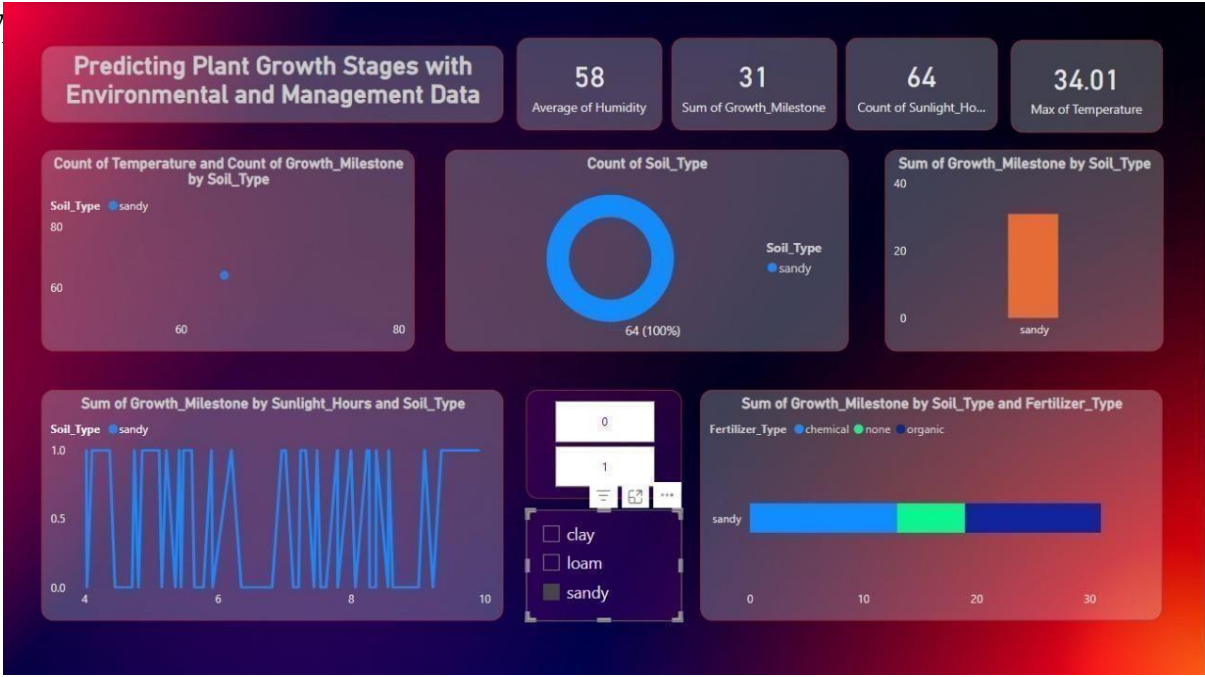 Predicting Plant Growth Stages with
Environmental and Management Data
58
Average of Humidity
31
Sum of Growth_Milestone
64
Count of Sunlight_Ho...
34.01
Max of Temperature
Count of Temperature and Count of Growth_Milestone
by Soil_Type
Soil_Type sandy
80
60
60 80
Count of Soil_Type
Soil_Type
sandy
64 (100%)
Sum of Growth_Milestone by Soil_Type
40
20
0
sandy
Sum of Growth_Milestone by Sunlight_Hours and Soil_Type
Soil_Type sandy
1.0
0.5
0.0
4 6 8 10
0
1
clay
loam
sandy
Sum of Growth_Milestone by Soil_Type and Fertilizer_Type
Fertilizer_Type chemical none organic
sandy
0 10 20 30